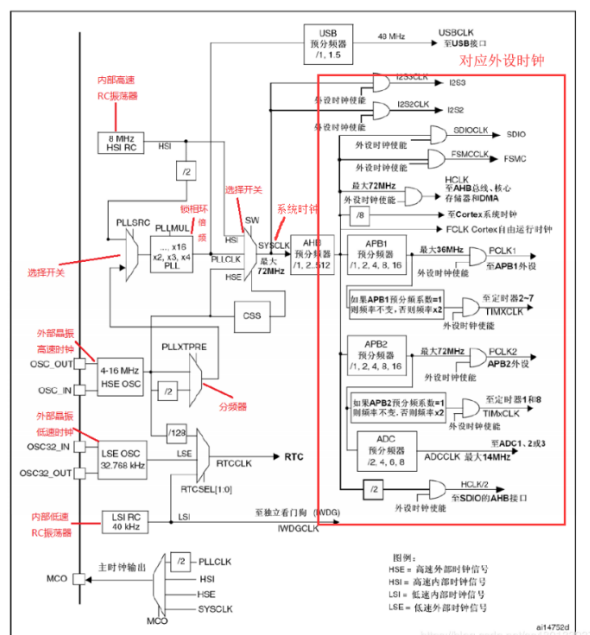 USB
预分频器
/1, 1.5
48 MHz
USBCLK
至USB接口
对应外设时钟
内部高速
RC振荡器
8 MHz
HSI RC
HSI
/2
I2S3CLK
I2S3
外设时钟使能
I2S2CLK
I2S2
外设时钟使能
SDIOCLK
SDIO
外设时钟使能
FSMCCLK
FSMC
外设时钟使能
HCLK
最大72MHz
至AHB总线、核心
存储器和DMA
外设时钟使能
/8
至Cortex系统时钟
FCLK Cortex自由运行时钟
选择开关
PLLSRC
PLLMUL
锁相环
倍
频
..., x16
x2, x3, x4
PLL
选择开关
SW
HSI
PLLCLK
HSE
系统时钟
SYSCLK
最大
72MHz
AHB
预分频器
/1, 2..512
CSS
APB1
预分频器
/1, 2, 4, 8, 16
最大36MHz
PCLK1
至APB1外设
外设时钟使能
如果APB1预分频系数=1
则频率不变,否则频率x2
至定时器2~7
TIMXCLK
外设时钟使能
APB2
预分频器
/1, 2, 4, 8, 16
最大72MHz
PCLK2
APB2外设
外设时钟使能
如果APB2预分频系数=1
则频率不变,否则频率x2
至定时器1和8
TIMxCLK
外设时钟使能
ADC
预分频器
/2, 4, 6, 8
至ADC1、2或3
ADCCLK 最大14MHz
/2
HCLK/2
至SDIO的AHB接口
外设时钟使能
外部晶振
高速时钟
OSC_OUT
OSC_IN
4-16 MHz
HSE OSC
PLLXTPRE
/2
分频器
外部晶振
低速时钟
OSC32_IN
OSC32_OUT
LSE OSC
32.768 kHz
/128
LSE
RTCCLK
RTC
RTCSEL[1:0]
内部低速
RC振荡器
LSI RC
40 kHz
LSI
至独立看门狗 (IWDG)
IWDGCLK
MCO
主时钟输出
/2
PLLCLK
HSI
HSE
SYSCLK
MCO
图例:
HSE = 高速外部时钟信号
HSI = 高速内部时钟信号
LSI = 低速内部时钟信号
LSE = 低速外部时钟信号
ai14752d